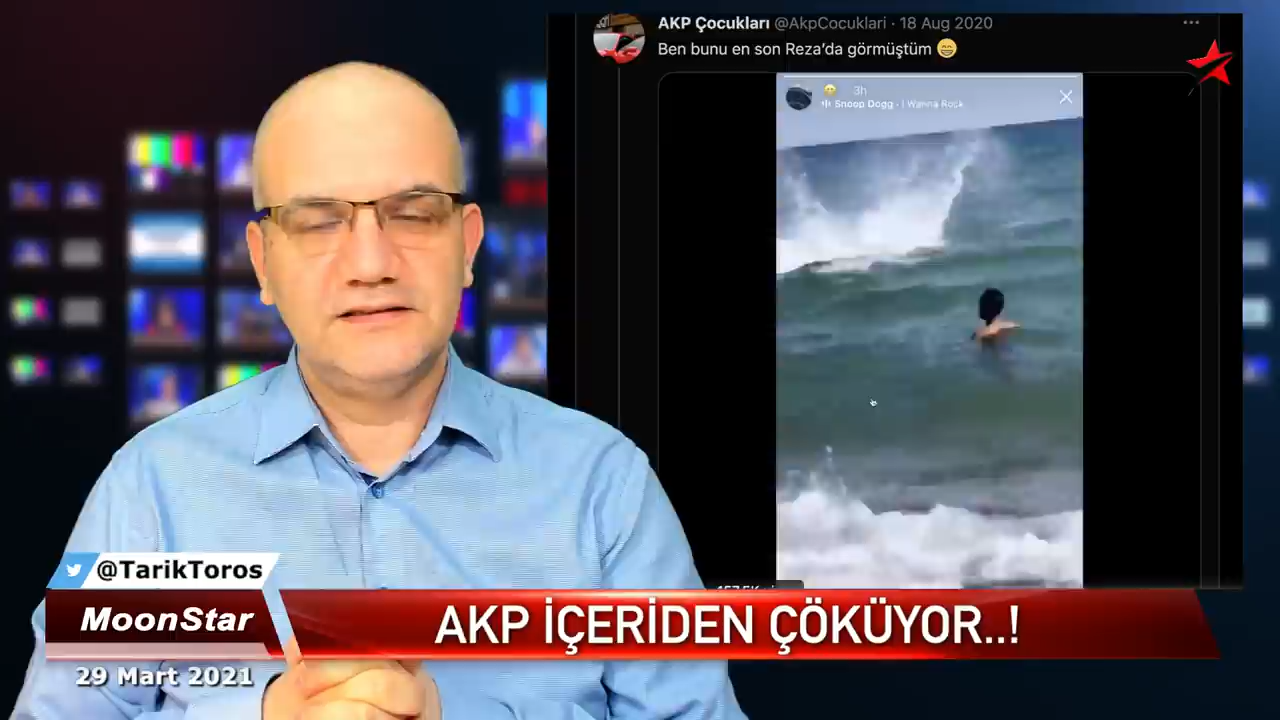 AKP Çocukları @AkpCocuklari · 18 Aug 2020
Ben bunu en son Reza'da görmüştüm 😄
3h
Snoop Dogg · I Wanna Rock
@TarikToros
MoonStar
AKP İÇERİDEN ÇÖKÜYOR..!
29 Mart 2021